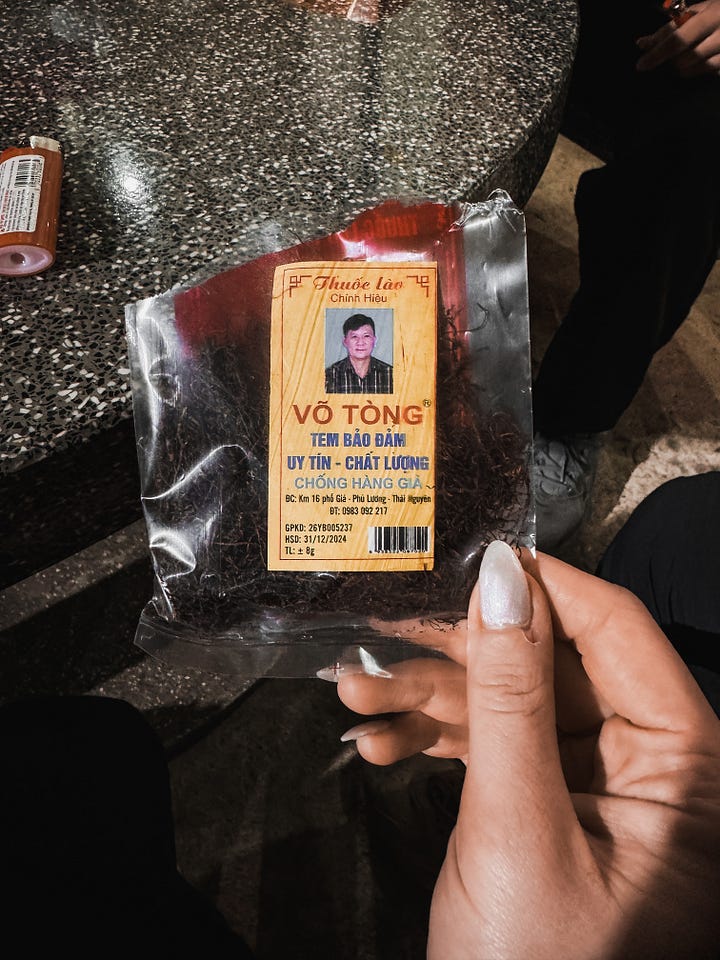 Thuốc lào
Chính Hiệu
VÕ TÒNG®
TEM BẢO ĐẢM
UY TÍN - CHẤT LƯỢNG
CHỐNG HÀNG GIẢ
ĐC: Km 16 phố Giá - Phú Lương - Thái Nguyên
ĐT: 0983 092 217
GPKD: 26YB005237
HSD: 31/12/2024
TL: ± 8g